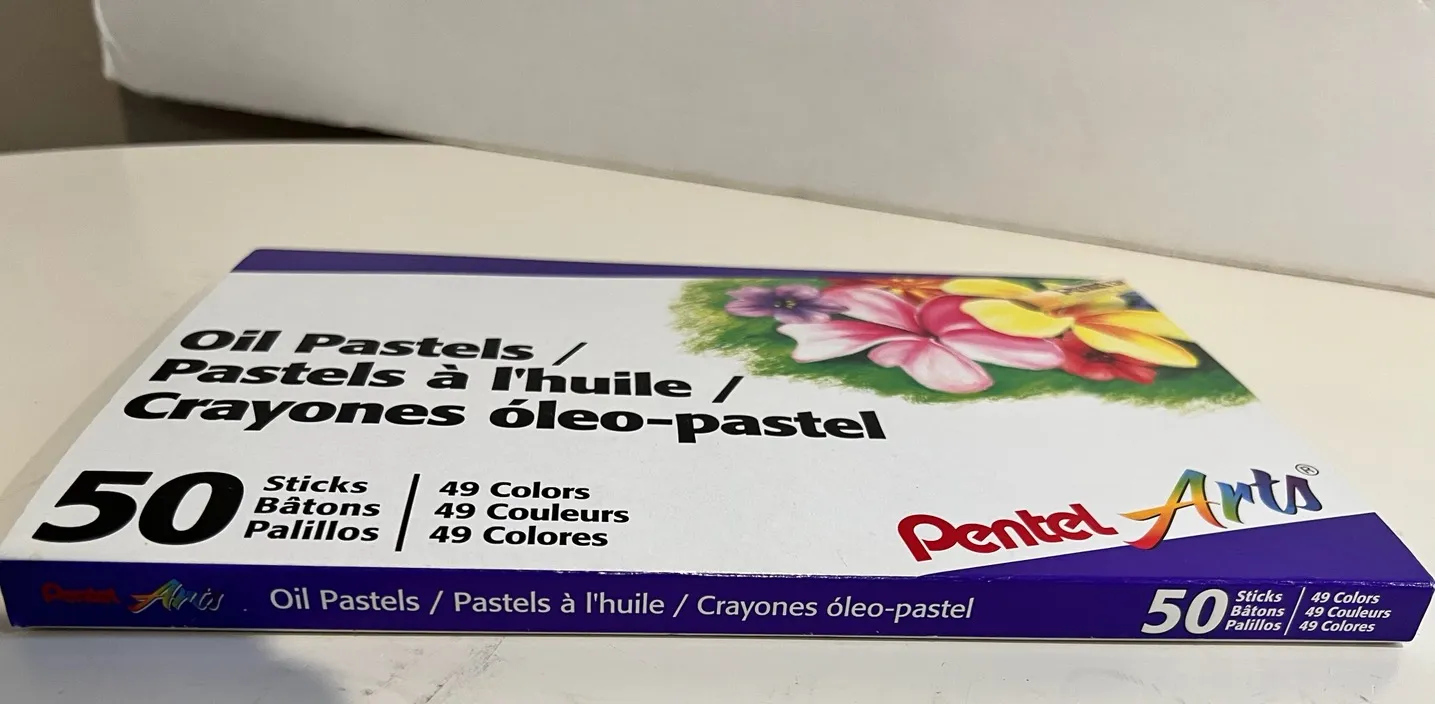 Oil Pastels /
Pastels à l'huile /
Crayones óleo-pastel
50
Sticks
Bâtons
Palillos
49 Colors
49 Couleurs
49 Colores
Pentel Arts®
Pentel Arts
Oil Pastels / Pastels à l'huile / Crayones óleo-pastel
50
Sticks
Bâtons
Palillos
49 Colors
49 Couleurs
49 Colores